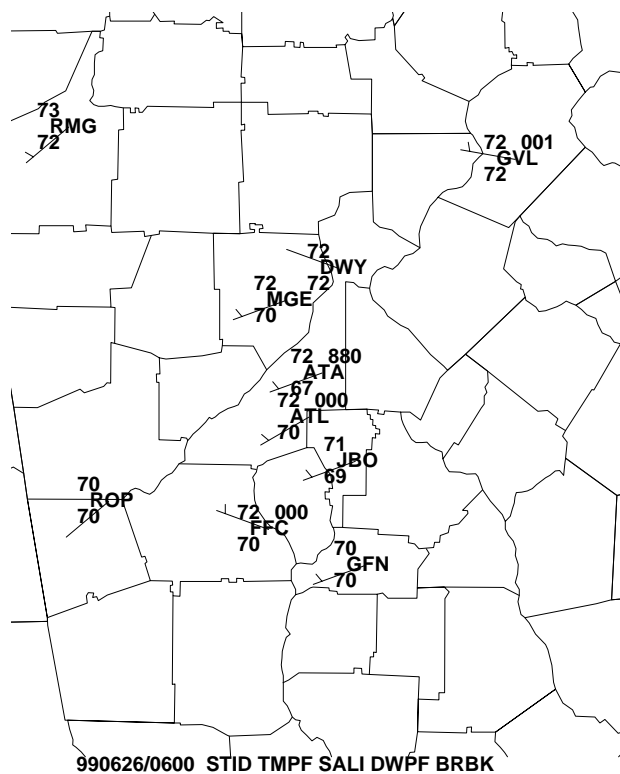 73
RMG
72
72 001
GVL
72
72
DWY
72
72
MGE
70
72 880
ATA
67
72 000
ATL
70
71
JBO
69
70
ROP
70
72 000
FFC
70
70
GFN
70
990626/0600 STID TMPF SALI DWPF BRBK